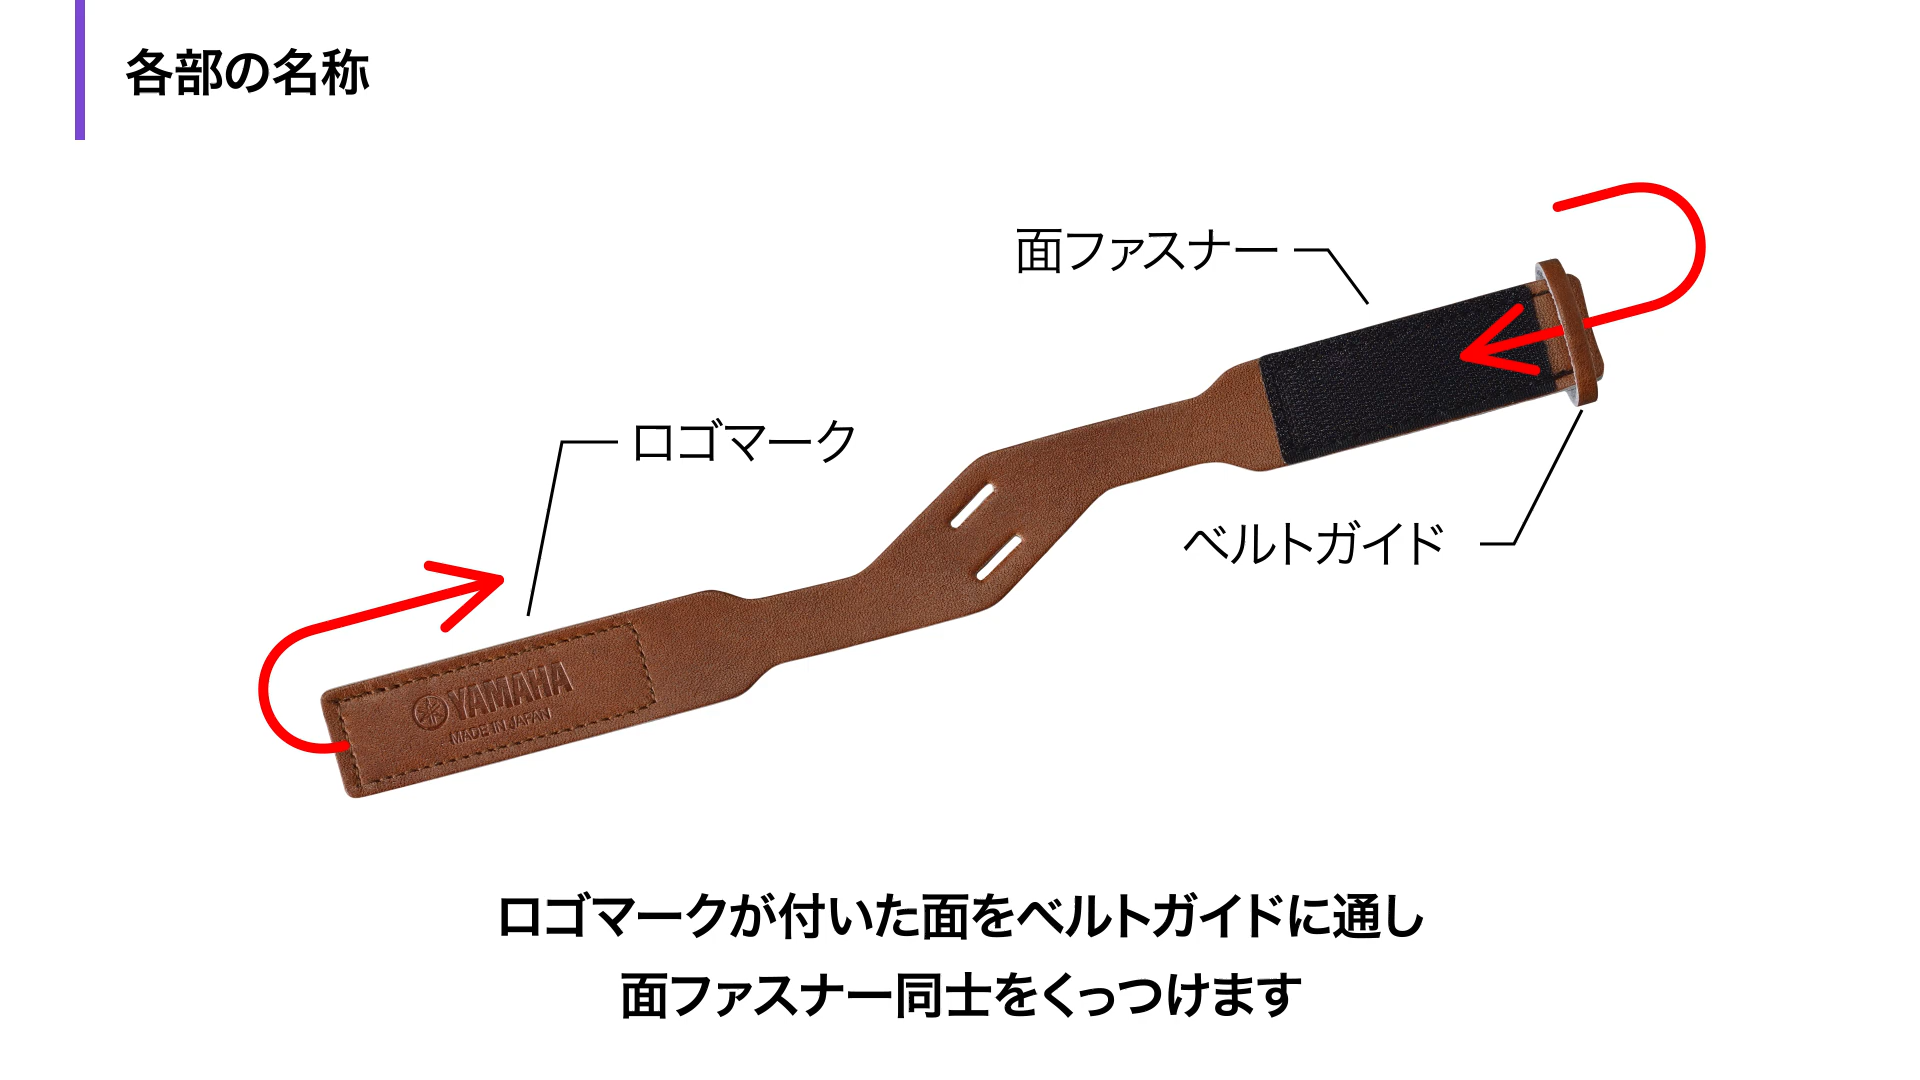 各部の名称
面ファスナー
ロゴマーク
ベルトガイド
YAMAHA
MADE IN JAPAN
ロゴマークが付いた面をベルトガイドに通し
面ファスナー同士をくっつけます